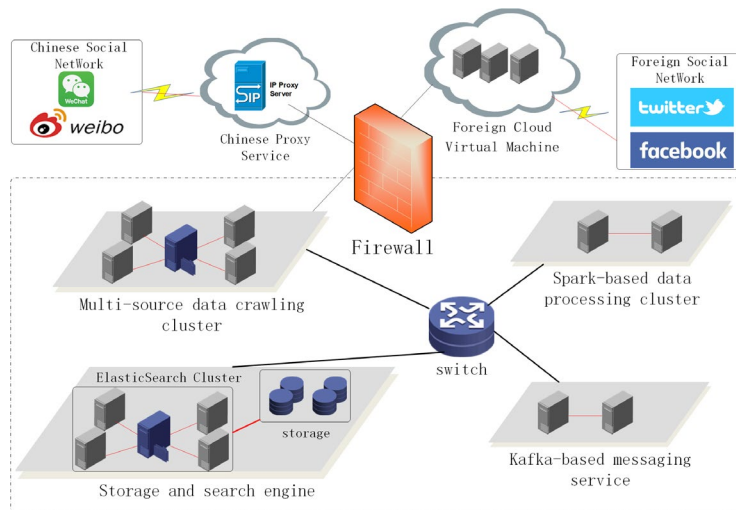 Chinese Social
NetWork
WeChat
weibo
IP Proxy
Server
SIP
Chinese Proxy
Service
Foreign Cloud
Virtual Machine
Foreign Social
NetWork
twitter
facebook
Firewall
Multi-source data crawling
cluster
Spark-based data
processing cluster
switch
ElasticSearch Cluster
storage
Storage and search engine
Kafka-based messaging
service